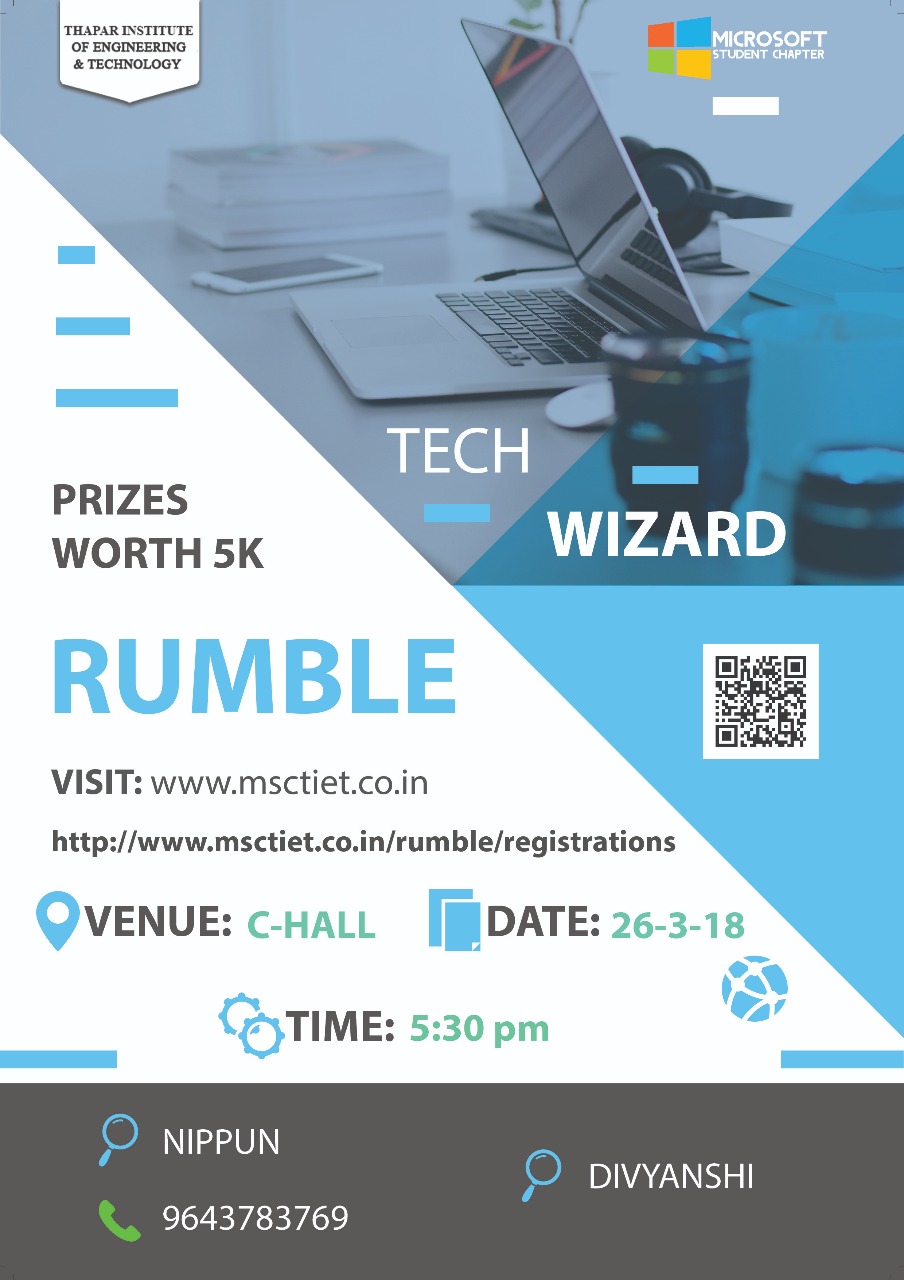 THAPAR INSTITUTE
OF ENGINEERING
& TECHNOLOGY
MICROSOFT
STUDENT CHAPTER
TECH
WIZARD
PRIZES
WORTH 5K
RUMBLE
VISIT: www.msctiet.co.in
http://www.msctiet.co.in/rumble/registrations
VENUE: C-HALL
DATE: 26-3-18
TIME: 5:30 pm
NIPPUN
9643783769
DIVYANSHI